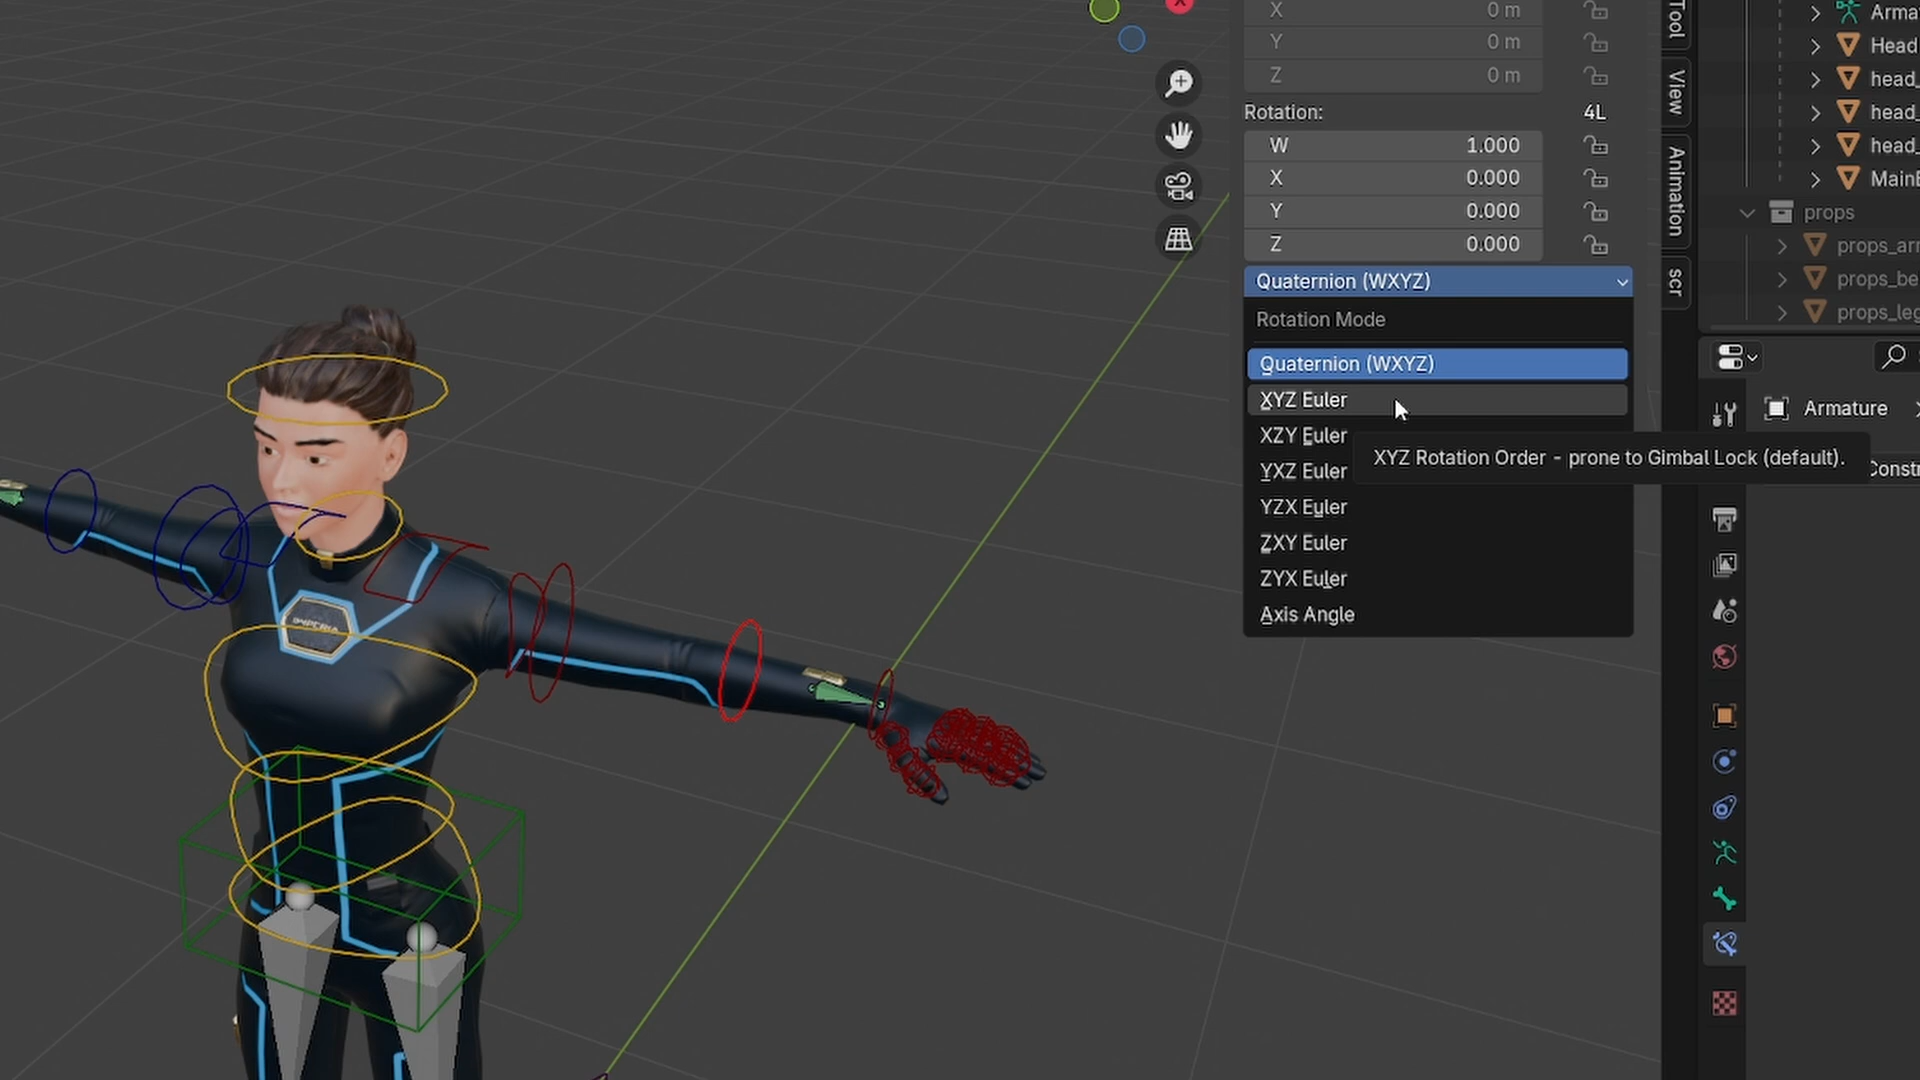 X 0 m
Y 0 m
Z 0 m
Rotation: 4L
W 1.000
X 0.000
Y 0.000
Z 0.000
Quaternion (WXYZ)
Rotation Mode
Quaternion (WXYZ)
XYZ Euler
XZY Euler
YXZ Euler
YZX Euler
ZXY Euler
ZYX Euler
Axis Angle
XYZ Rotation Order - prone to Gimbal Lock (default).
Tool
View
Animation
scr
Arma
Head
head_
head_
head_
MainB
props
props_arr
props_be
props_leg
Armature
Constr
IMPERIA